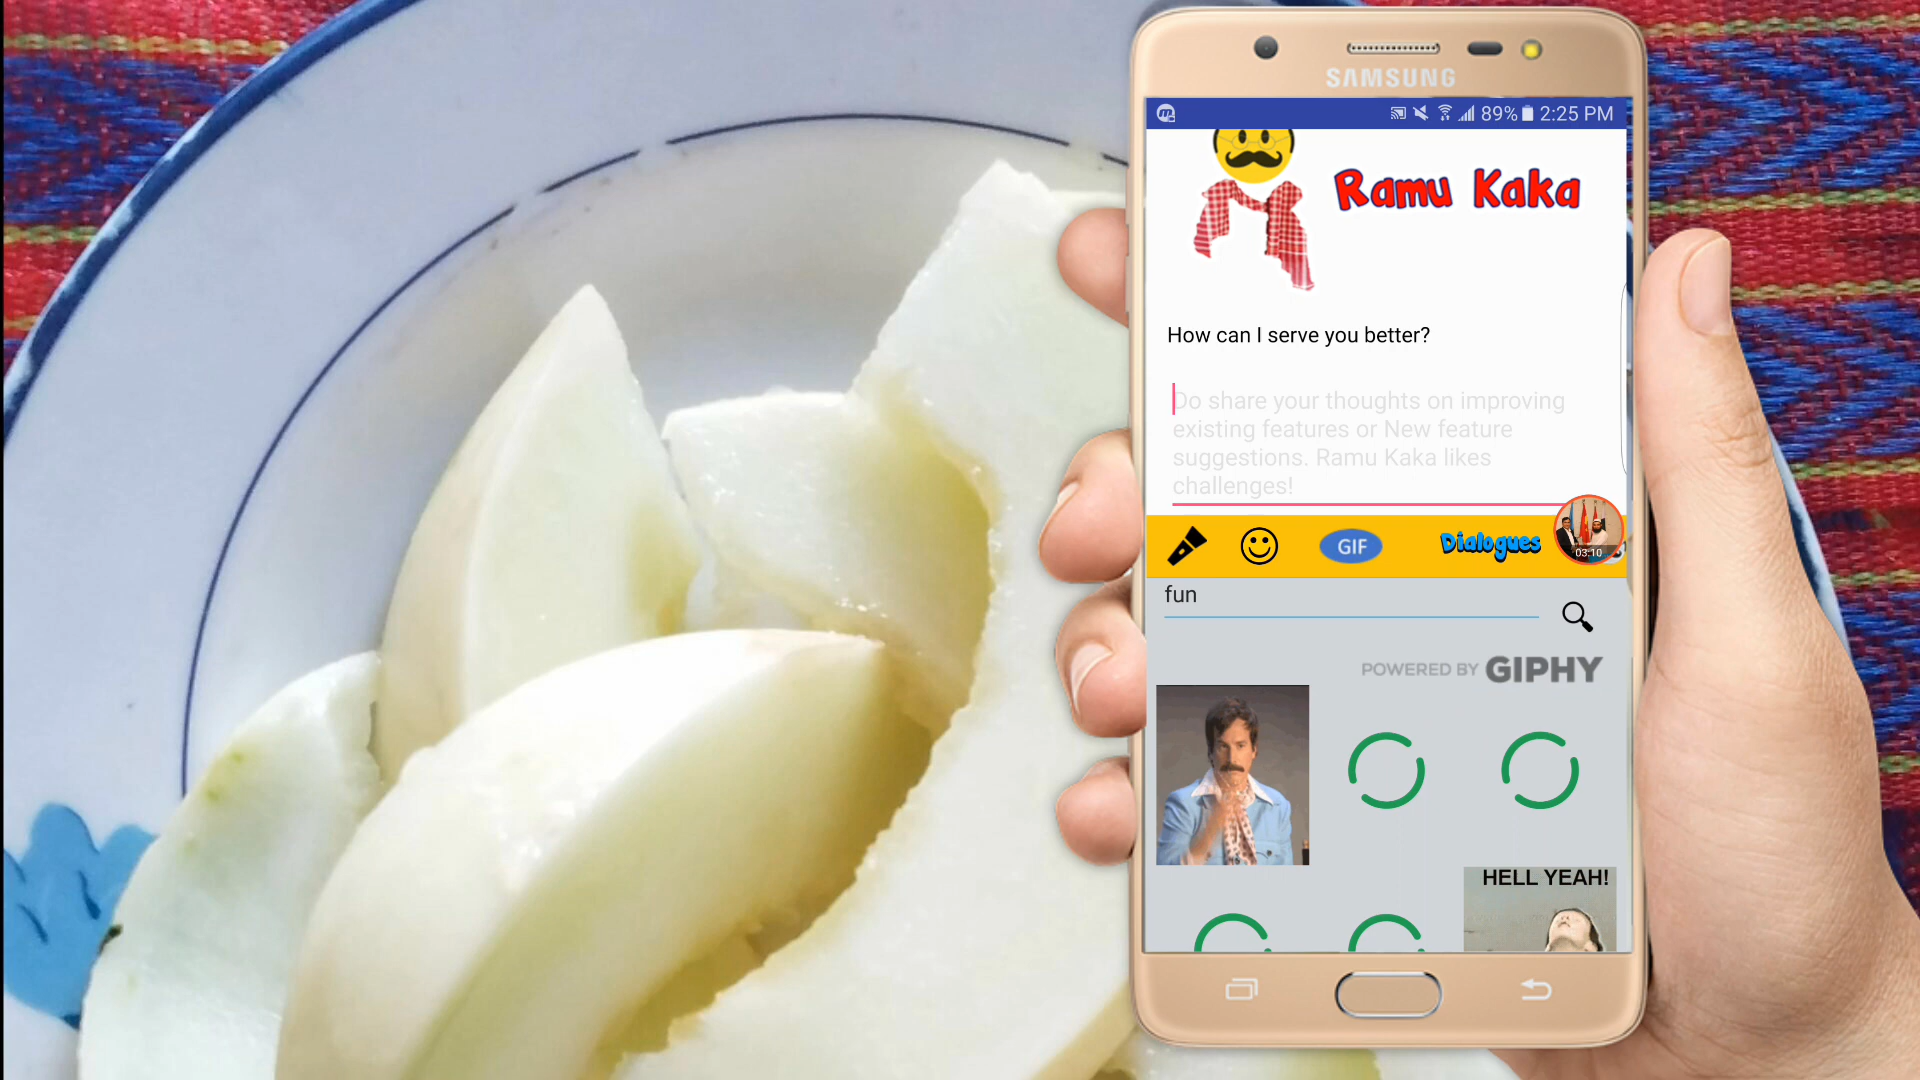 SAMSUNG
89% 2:25 PM
Ramu Kaka
How can I serve you better?
Do share your thoughts on improving
existing features or New feature
suggestions. Ramu Kaka likes
challenges!
GIF
Dialogues
03:10
fun
POWERED BY GIPHY
HELL YEAH!